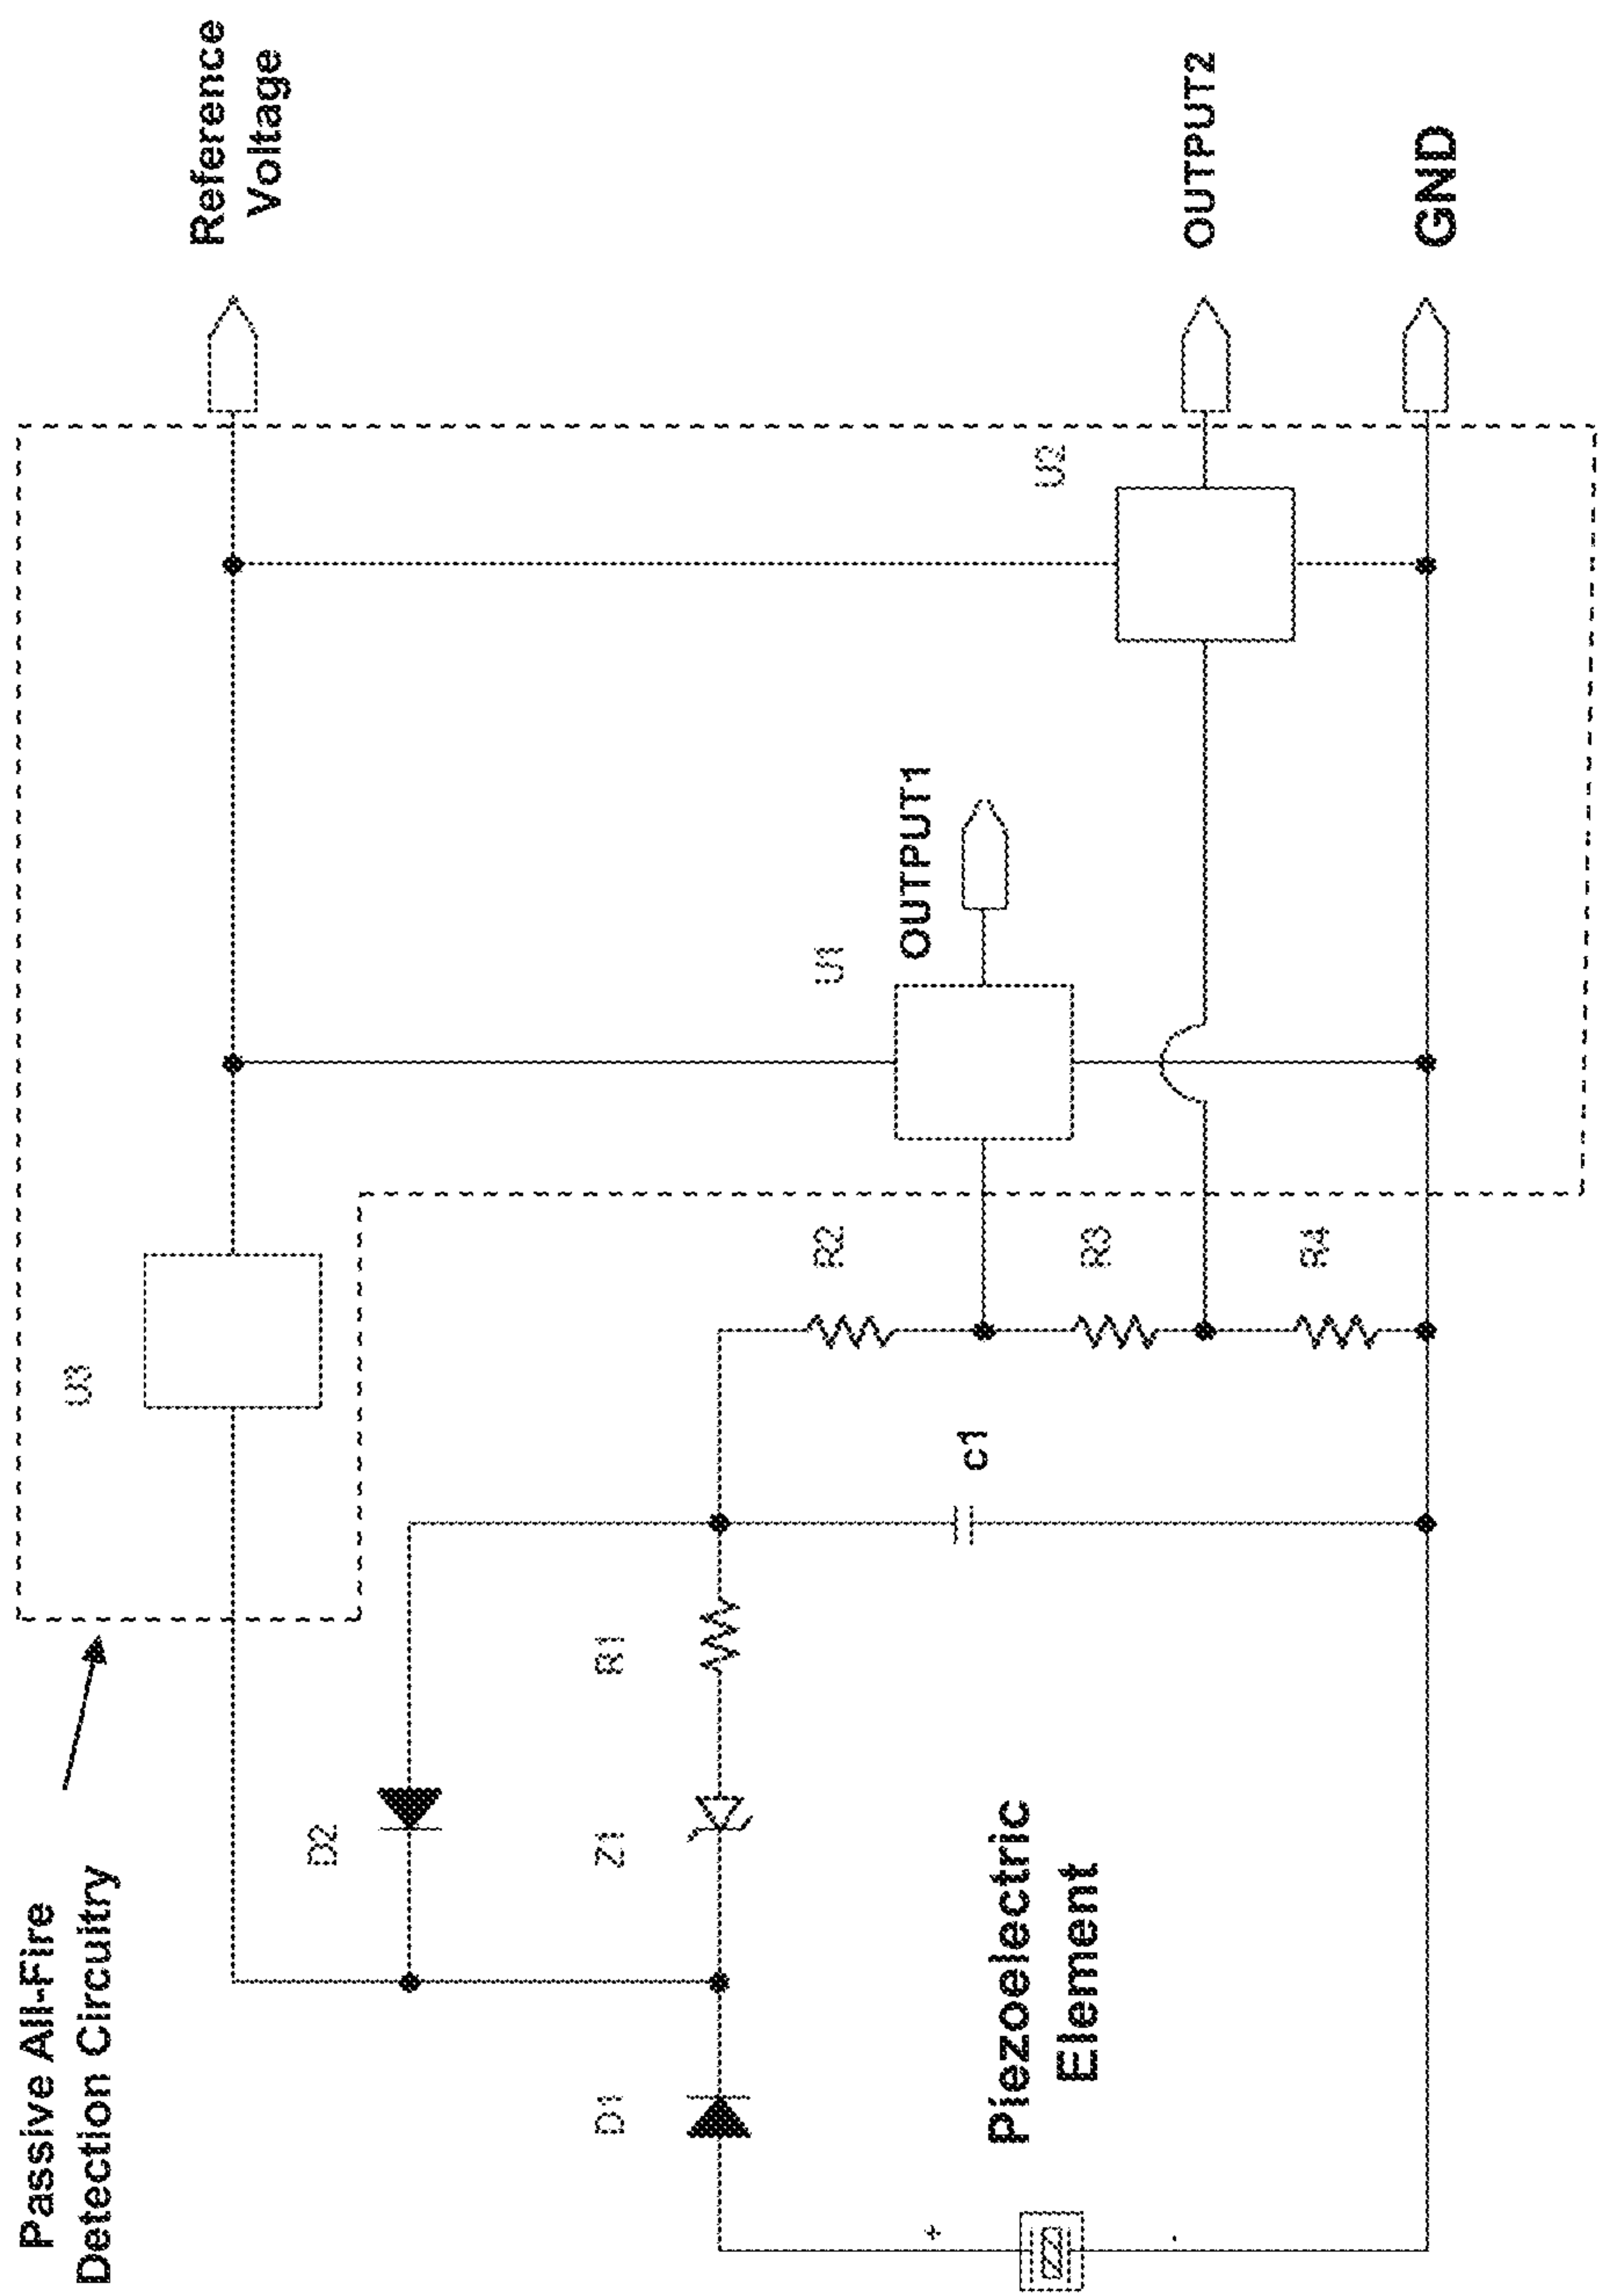 Passive All-Fire
Detection Circuitry
U3
Reference
Voltage
D2
D1
Z1
R1
R2
U1
OUTPUT1
U2
c1
R3
OUTPUT2
R4
GND
+
-
Piezoelectric
Element